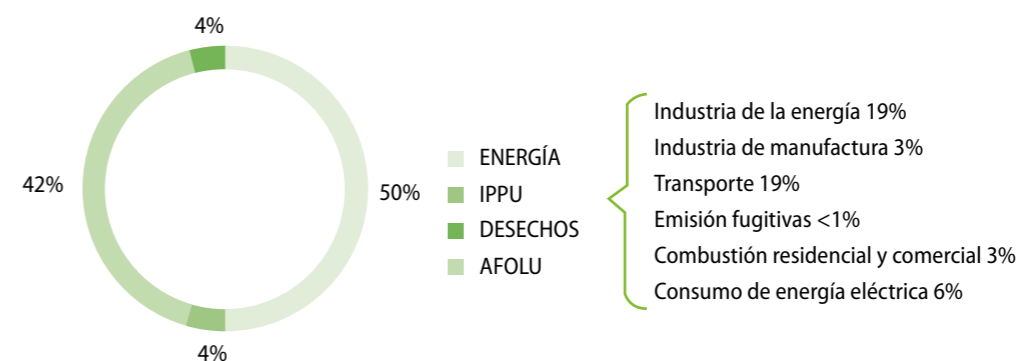 4%
42%
50%
4%
ENERGÍA
IPPU
DESECHOS
AFOLU
Industria de la energía 19%
Industria de manufactura 3%
Transporte 19%
Emisión fugitivas <1%
Combustión residencial y comercial 3%
Consumo de energía eléctrica 6%